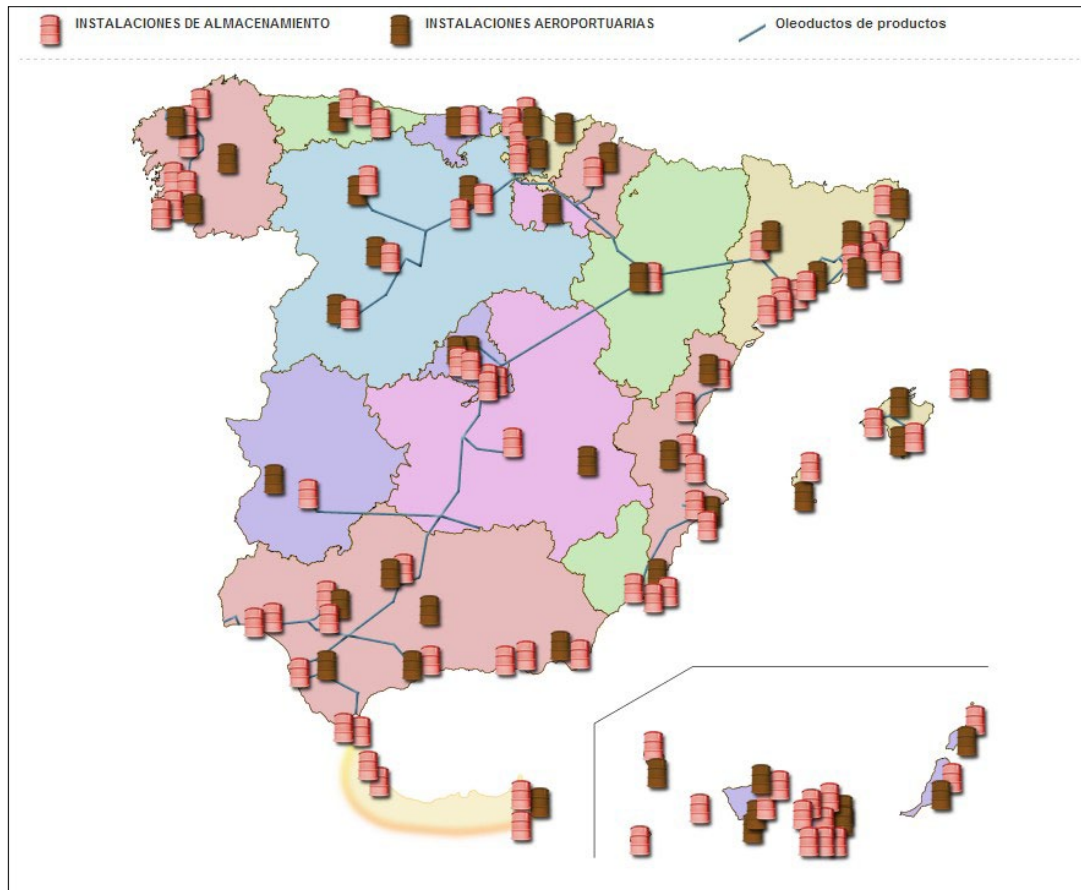 INSTALACIONES DE ALMACENAMIENTO
INSTALACIONES AEROPORTUARIAS
Oleoductos de productos